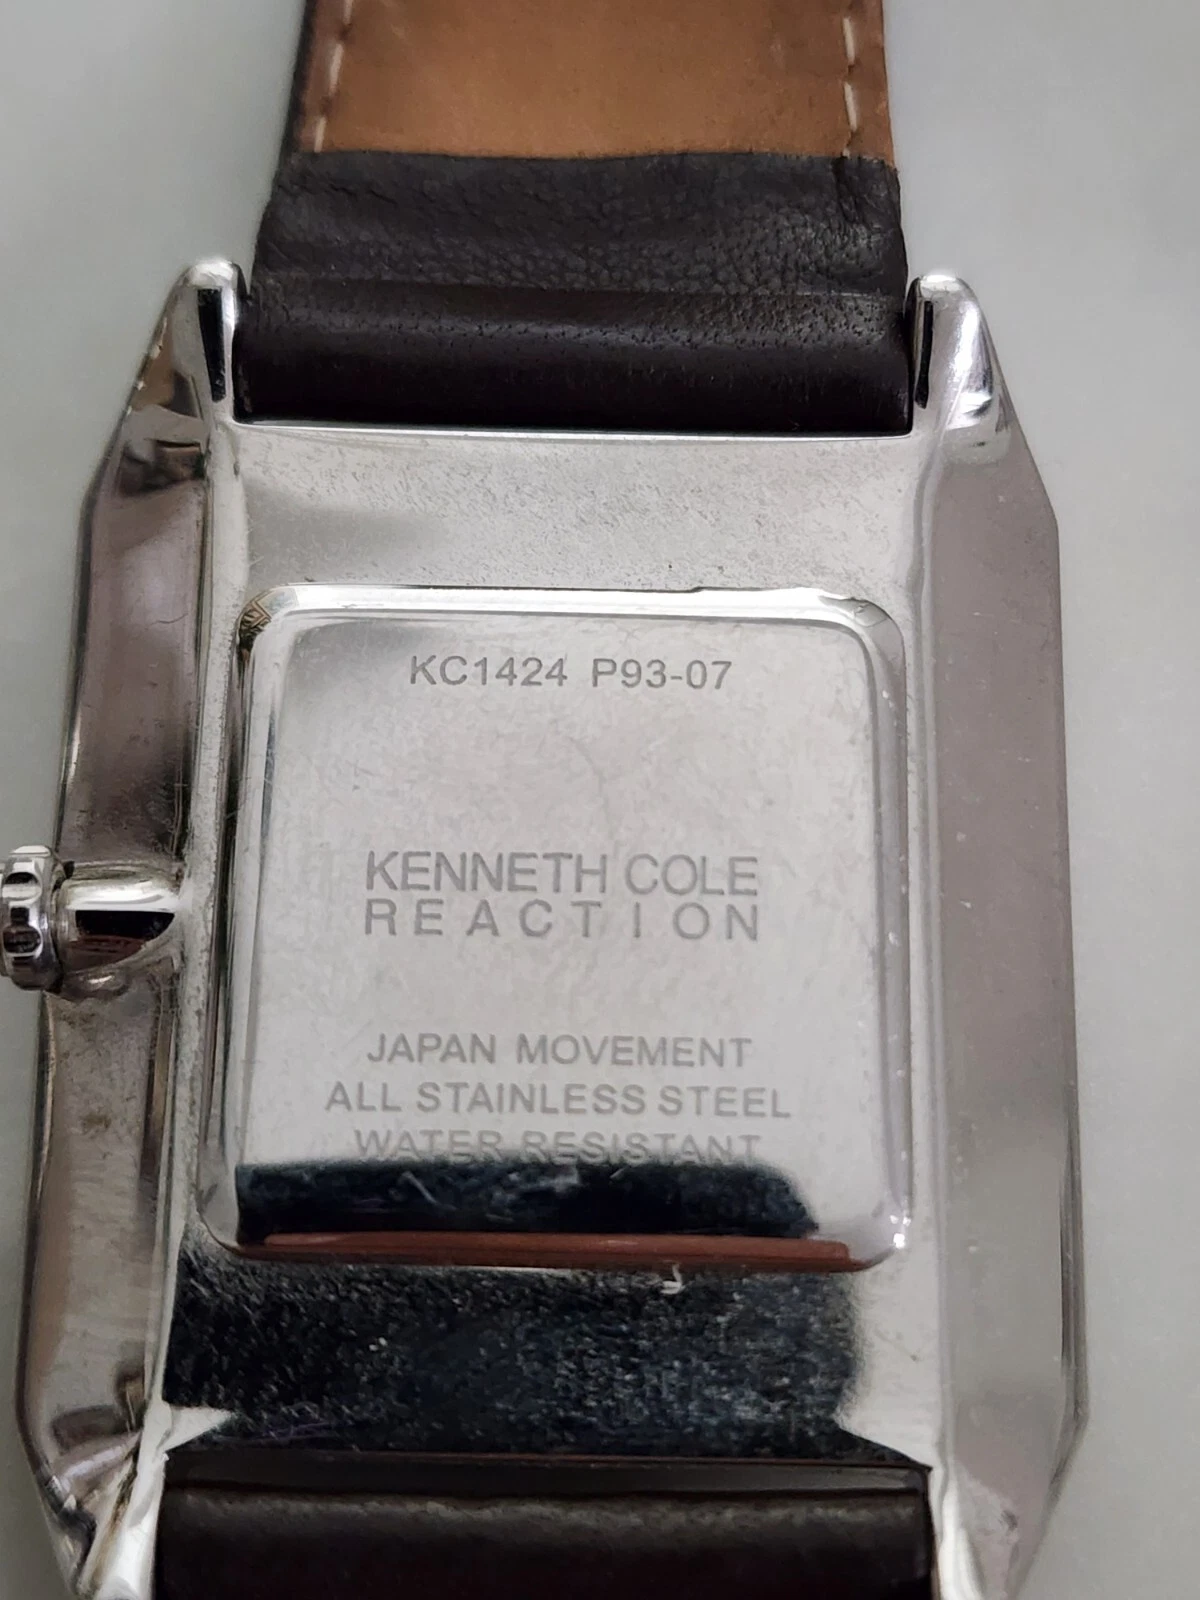 KC1424 P93-07
KENNETH COLE
REACTION
JAPAN MOVEMENT
ALL STAINLESS STEEL
WATER RESISTANT